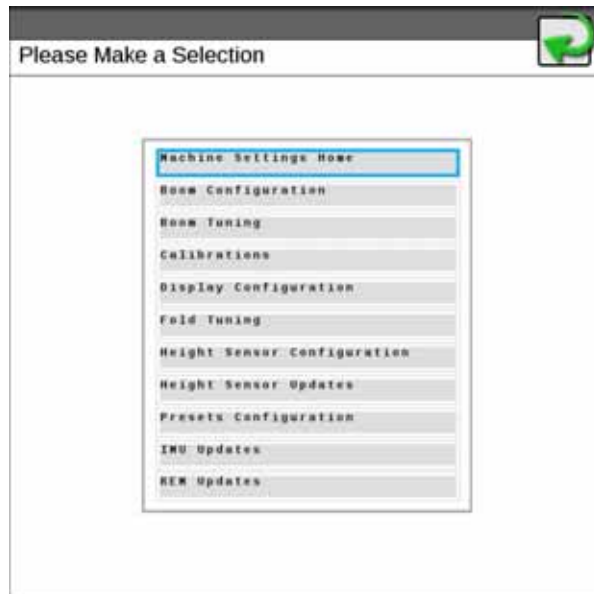 Please Make a Selection
Machine Settings Home
Boom Configuration
Boom Tuning
Calibrations
Display Configuration
Fold Tuning
Height Sensor Configuration
Height Sensor Updates
Presets Configuration
IMU Updates
REM Updates